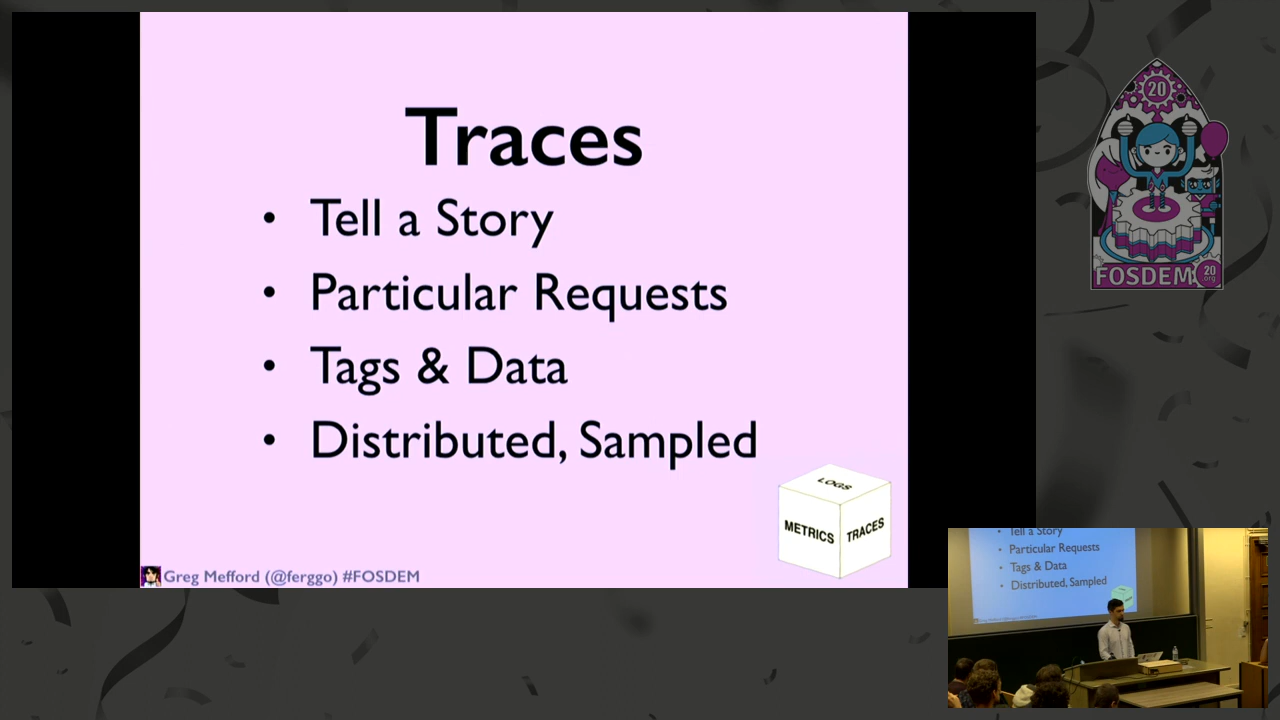 Traces
• Tell a Story
• Particular Requests
• Tags & Data
• Distributed, Sampled
LOGS
METRICS
TRACES
Greg Mefford (@ferggo) #FOSDEM
20
FOSDEM
20
.org
Tell a Story
• Particular Requests
• Tags & Data
• Distributed, Sampled